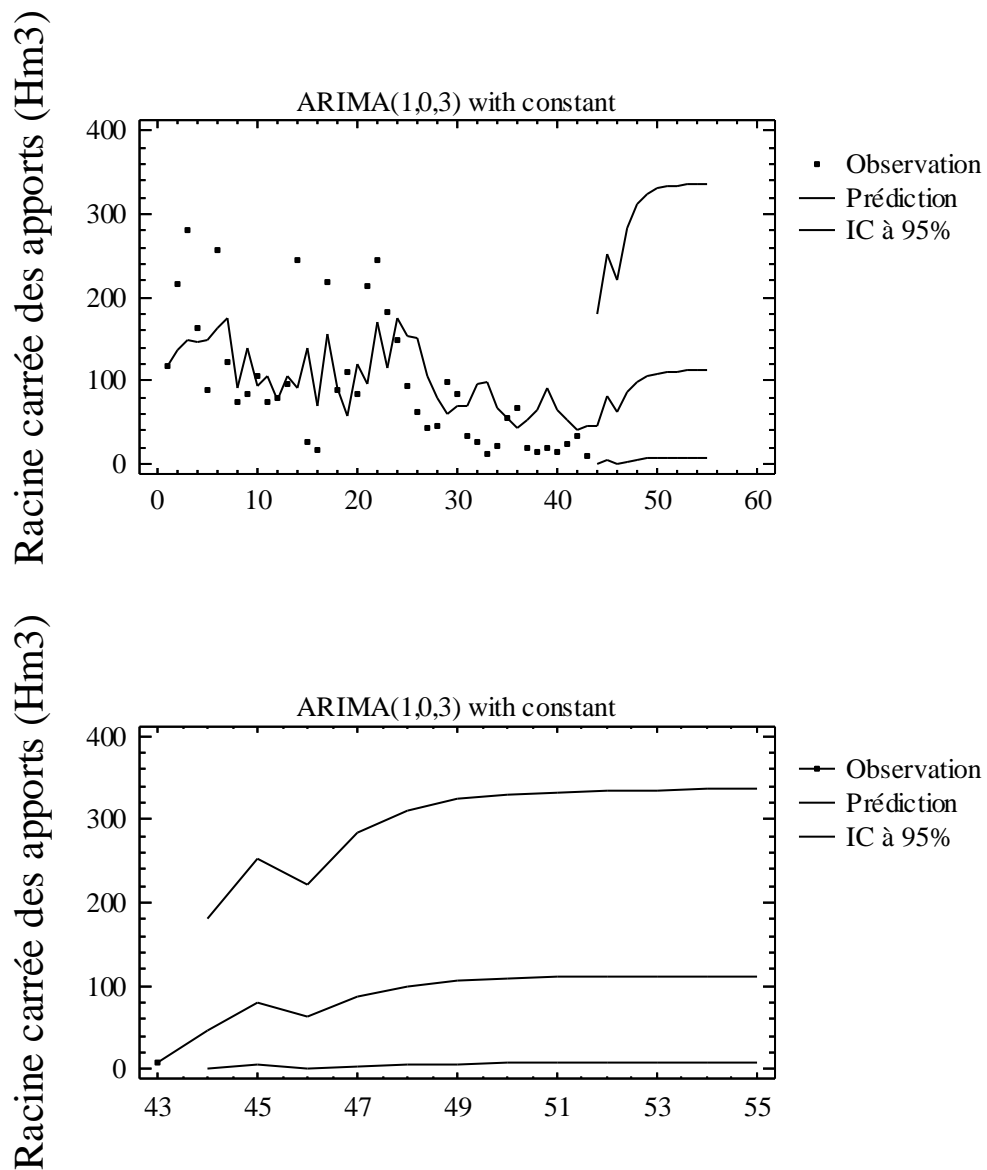 ARIMA(1,0,3) with constant
Racine carrée des apports (Hm3)
400
300
200
100
0
0 10 20 30 40 50 60
Observation
Prédiction
IC à 95%
ARIMA(1,0,3) with constant
Racine carrée des apports (Hm3)
400
300
200
100
0
43 45 47 49 51 53 55
Observation
Prédiction
IC à 95%